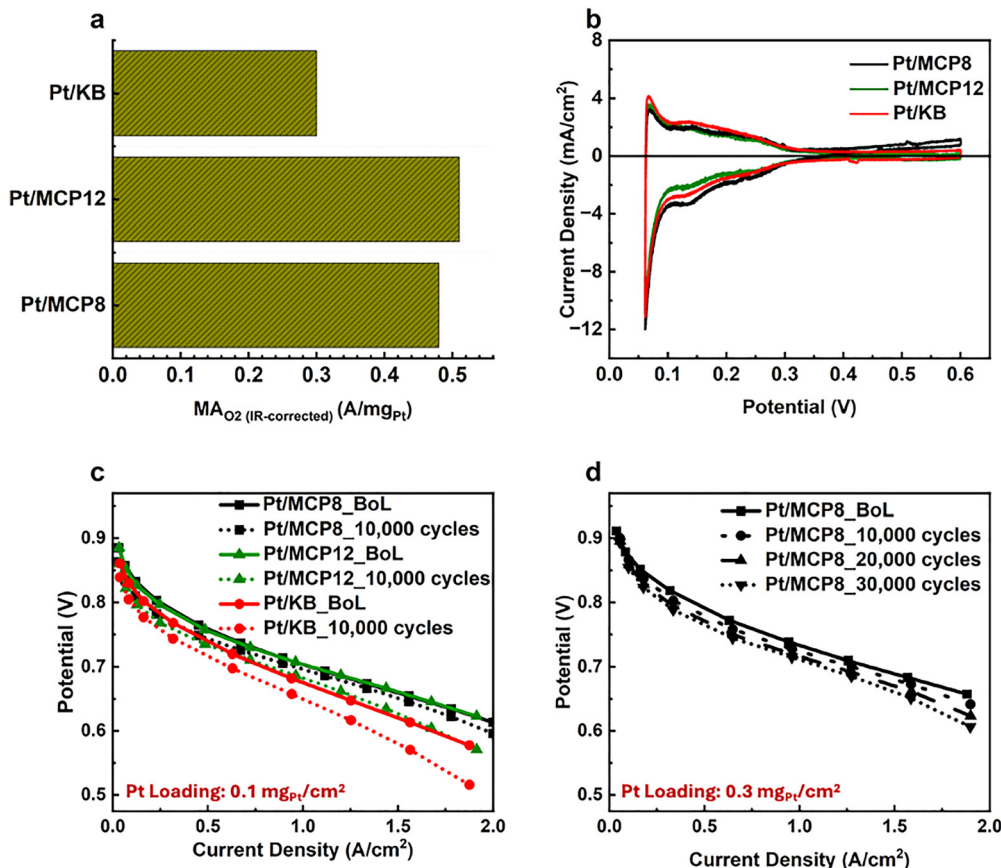 a
Pt/KB
Pt/MCP12
Pt/MCP8
0.0 0.1 0.2 0.3 0.4 0.5
MA_O2 (IR-corrected) (A/mg_Pt)
b
8
4
0
−4
−8
−12
Current Density (mA/cm²)
Pt/MCP8
Pt/MCP12
Pt/KB
0.0 0.1 0.2 0.3 0.4 0.5 0.6
Potential (V)
c
0.9
0.8
0.7
0.6
0.5
Potential (V)
Pt/MCP8_BoL
Pt/MCP8_10,000 cycles
Pt/MCP12_BoL
Pt/MCP12_10,000 cycles
Pt/KB_BoL
Pt/KB_10,000 cycles
Pt Loading: 0.1 mg_Pt/cm²
0.0 0.5 1.0 1.5 2.0
Current Density (A/cm²)
d
0.9
0.8
0.7
0.6
0.5
Potential (V)
Pt/MCP8_BoL
Pt/MCP8_10,000 cycles
Pt/MCP8_20,000 cycles
Pt/MCP8_30,000 cycles
Pt Loading: 0.3 mg_Pt/cm²
0.0 0.5 1.0 1.5 2.0
Current Density (A/cm²)